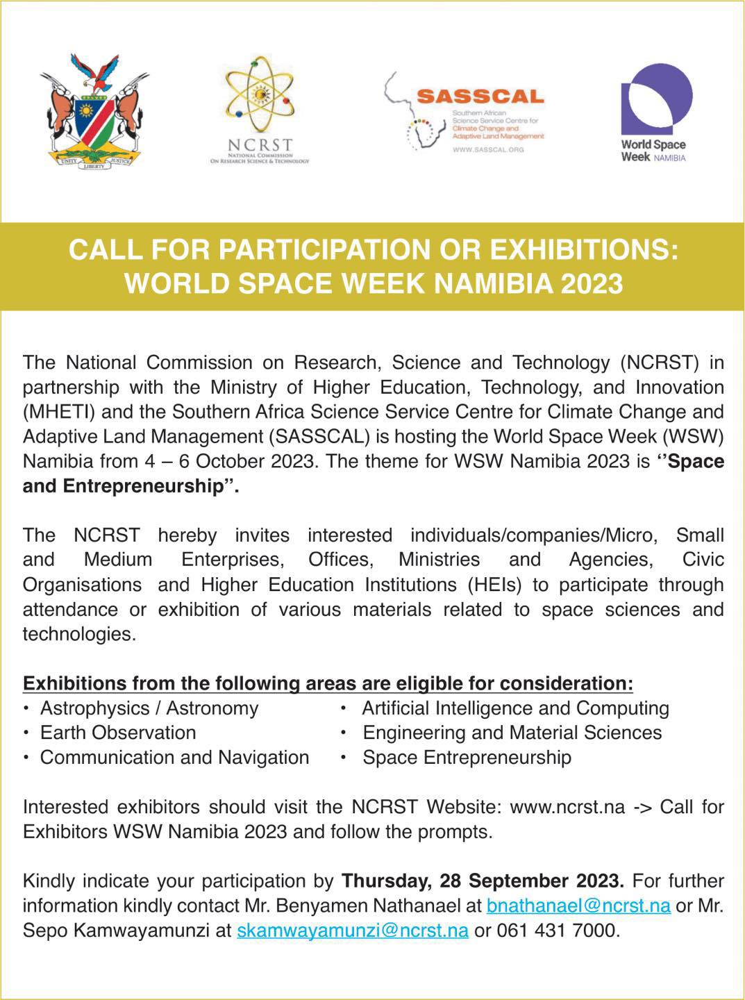 UNITY LIBERTY JUSTICE
NCRST
NATIONAL COMMISSION
ON RESEARCH SCIENCE & TECHNOLOGY
SASSCAL
Southern African
Science Service Centre for
Climate Change and
Adaptive Land Management
WWW.SASSCAL.ORG
World Space
Week NAMIBIA
CALL FOR PARTICIPATION OR EXHIBITIONS:
WORLD SPACE WEEK NAMIBIA 2023
The National Commission on Research, Science and Technology (NCRST) in
partnership with the Ministry of Higher Education, Technology, and Innovation
(MHETI) and the Southern Africa Science Service Centre for Climate Change and
Adaptive Land Management (SASSCAL) is hosting the World Space Week (WSW)
Namibia from 4 – 6 October 2023. The theme for WSW Namibia 2023 is ‘’Space
and Entrepreneurship’’.
The NCRST hereby invites interested individuals/companies/Micro, Small
and Medium Enterprises, Offices, Ministries and Agencies, Civic
Organisations and Higher Education Institutions (HEIs) to participate through
attendance or exhibition of various materials related to space sciences and
technologies.
Exhibitions from the following areas are eligible for consideration:
• Astrophysics / Astronomy
• Earth Observation
• Communication and Navigation
• Artificial Intelligence and Computing
• Engineering and Material Sciences
• Space Entrepreneurship
Interested exhibitors should visit the NCRST Website: www.ncrst.na -> Call for
Exhibitors WSW Namibia 2023 and follow the prompts.
Kindly indicate your participation by Thursday, 28 September 2023. For further
information kindly contact Mr. Benyamen Nathanael at bnathanael@ncrst.na or Mr.
Sepo Kamwayamunzi at skamwayamunzi@ncrst.na or 061 431 7000.